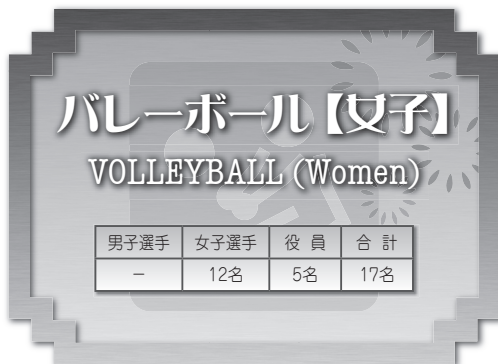 バレーボール【女子】
VOLLEYBALL (Women)
男子選手 女子選手 役 員 合 計
− 12名 5名 17名